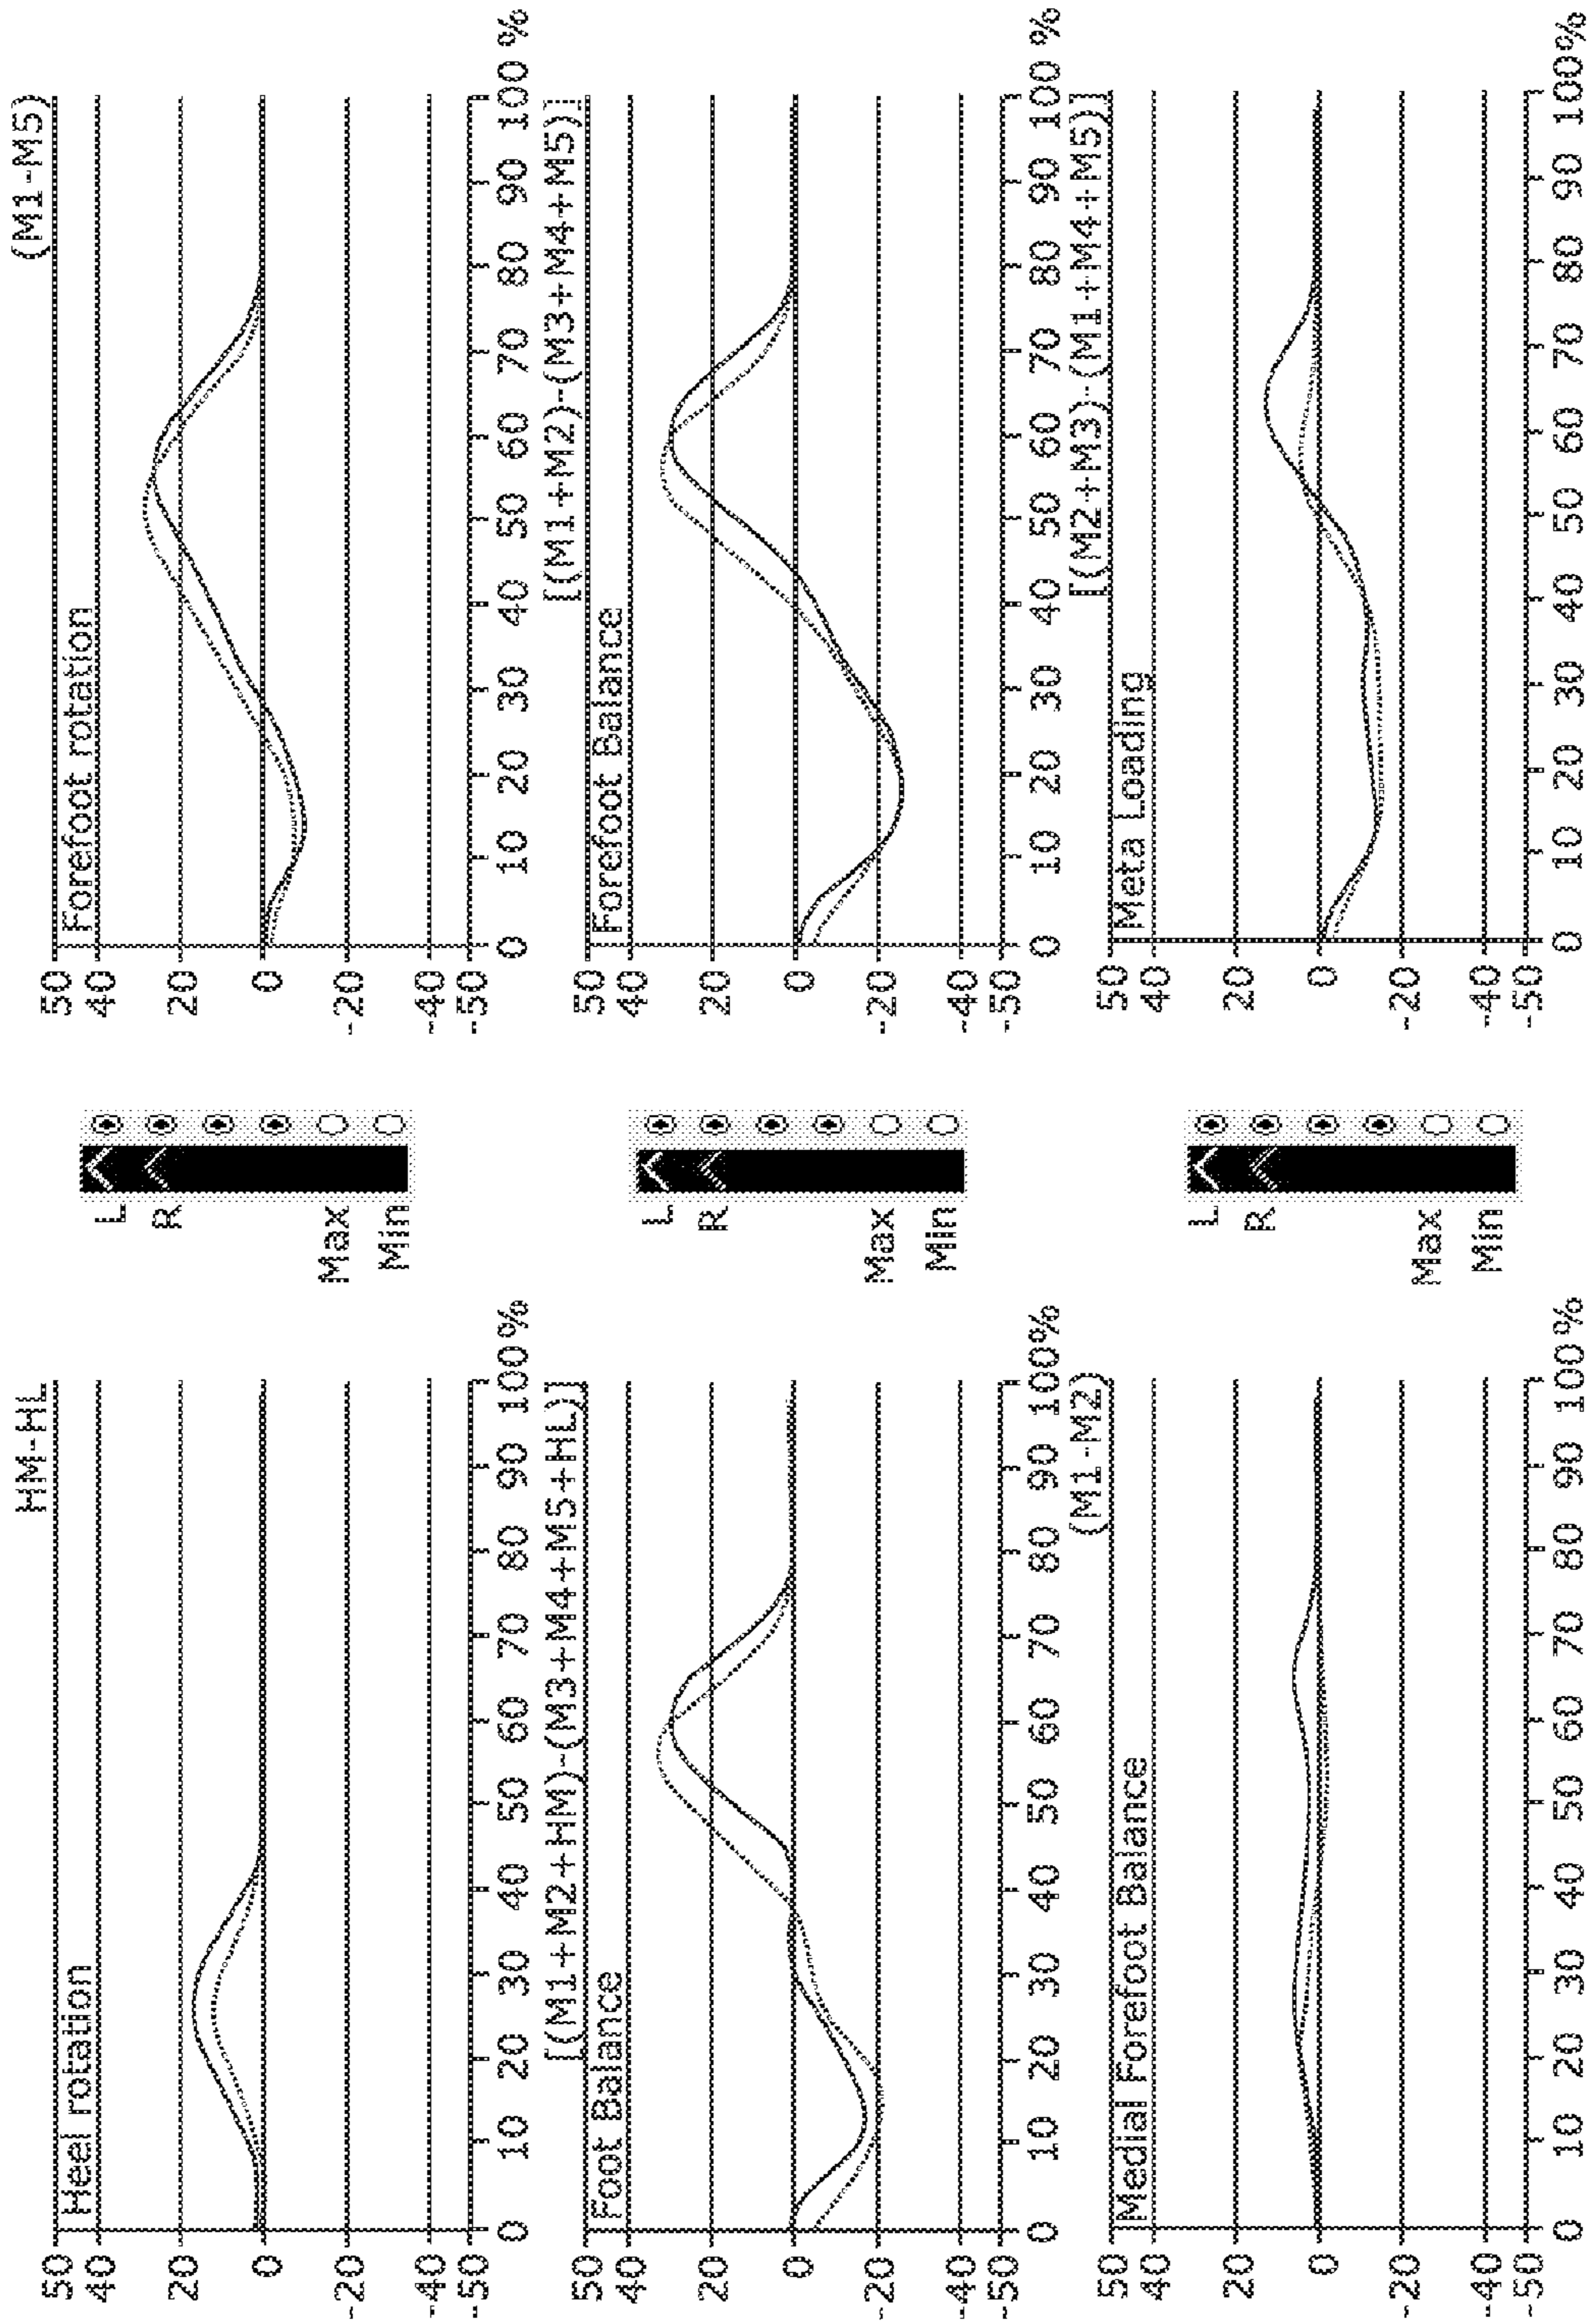 HM-HL
50
Heel rotation
40
20
0
-20
-40
-50
0 10 20 30 40 50 60 70 80 90 100 %
L
R
Max
Min
(M1-M5)
50
Forefoot rotation
40
20
0
-20
-40
-50
0 10 20 30 40 50 60 70 80 90 100 %
[(M1+M2+HM)-(M3+M4+M5+HL)]
50
Foot Balance
40
20
0
-20
-40
-50
0 10 20 30 40 50 60 70 80 90 100%
L
R
Max
Min
[(M1+M2)-(M3+M4+M5)]
50
Forefoot Balance
40
20
0
-20
-40
-50
0 10 20 30 40 50 60 70 80 90 100 %
(M1-M2)
50
Medial Forefoot Balance
40
20
0
-20
-40
-50
0 10 20 30 40 50 60 70 80 90 100%
L
R
Max
Min
[(M2+M3)-(M1+M4+M5)]
50
Meta Loading
40
20
0
-20
-40
-50
0 10 20 30 40 50 60 70 80 90 100%